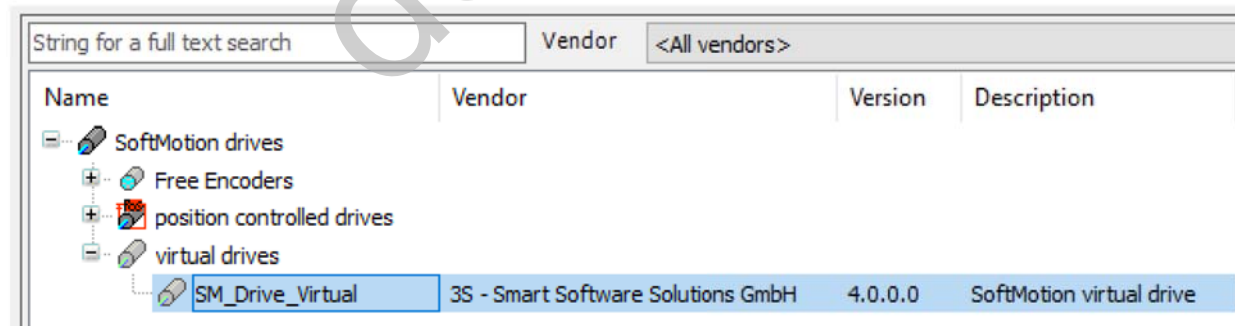 String for a full text search Vendor <All vendors>
Name Vendor Version Description
SoftMotion drives
Free Encoders
position controlled drives
virtual drives
SM_Drive_Virtual 3S - Smart Software Solutions GmbH 4.0.0.0 SoftMotion virtual drive